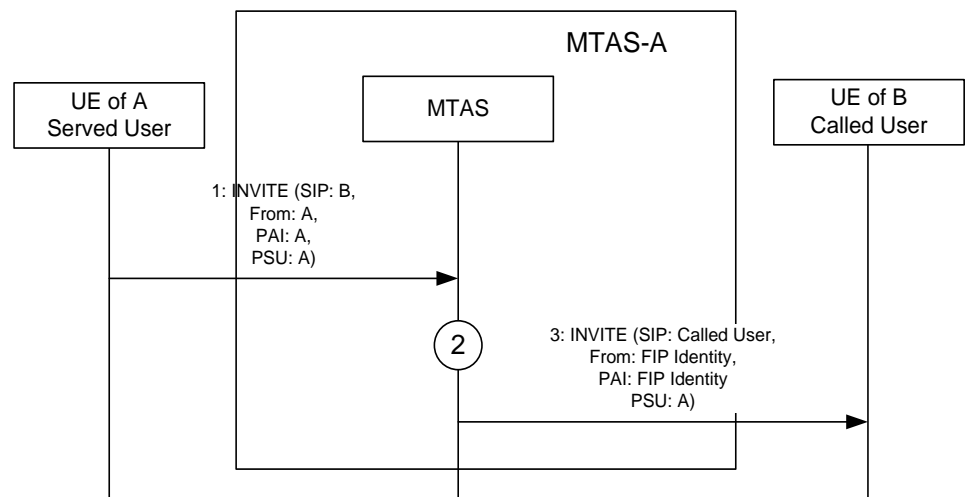 MTAS-A
UE of A
Served User
MTAS
UE of B
Called User
1: INVITE (SIP: B,
From: A,
PAI: A,
PSU: A)
2
3: INVITE (SIP: Called User,
From: FIP Identity,
PAI: FIP Identity
PSU: A)